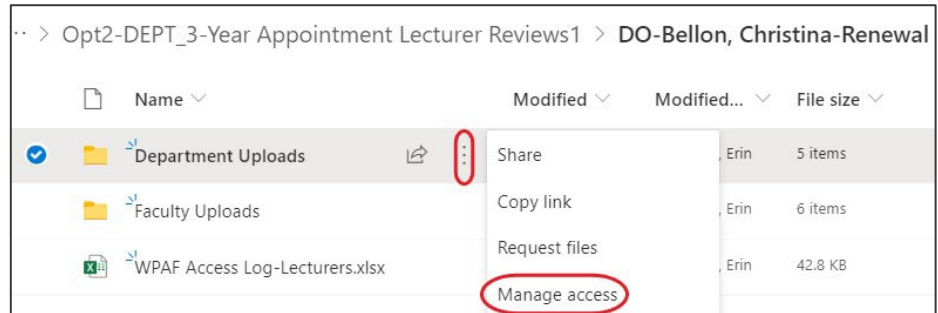 ·· > Opt2-DEPT_3-Year Appointment Lecturer Reviews1 > DO-Bellon, Christina-Renewal
Name Modified Modified... File size
Department Uploads Share , Erin 5 items
Copy link
Faculty Uploads , Erin 6 items
Request files
WPAF Access Log-Lecturers.xlsx , Erin 42.8 KB
Manage access